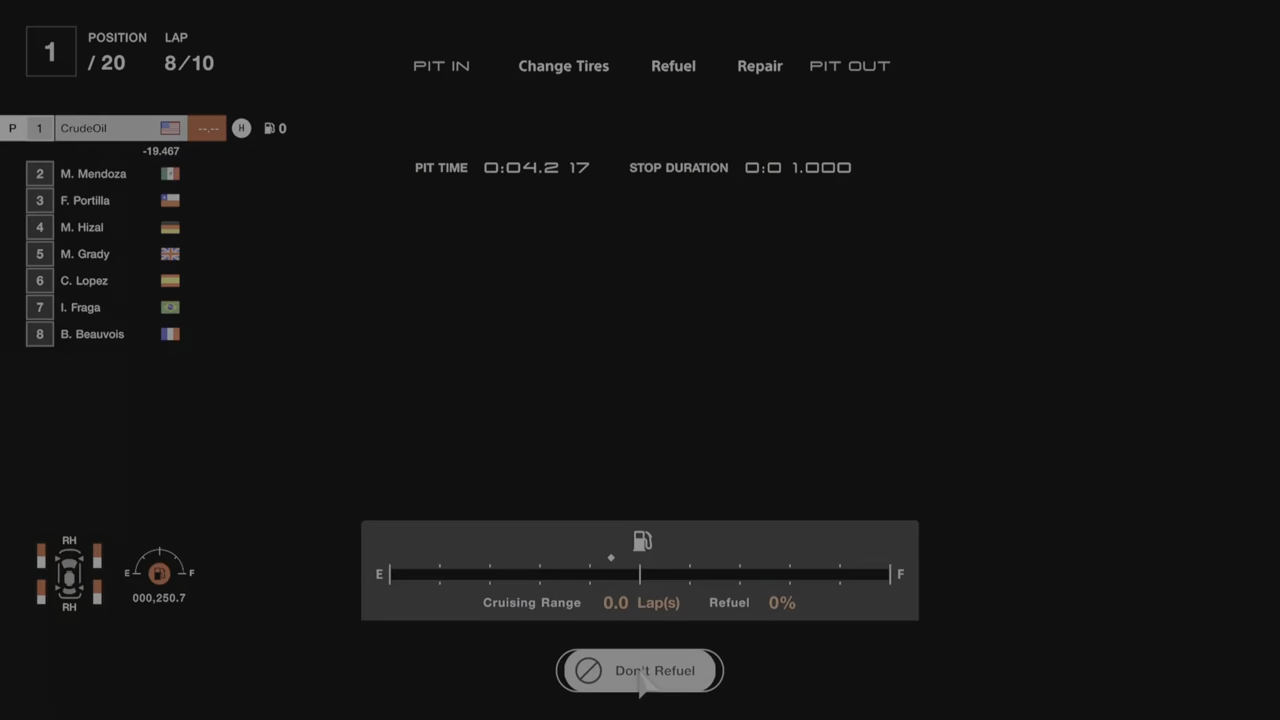 1 POSITION LAP
/ 20 8/10
PIT IN Change Tires Refuel Repair PIT OUT
P 1 CrudeOil --.-- H 0
-19.467
PIT TIME 0:04.2 17 STOP DURATION 0:0 1.000
2 M. Mendoza
3 F. Portilla
4 M. Hizal
5 M. Grady
6 C. Lopez
7 I. Fraga
8 B. Beauvois
RH
E F
000,250.7
RH
E F
Cruising Range 0.0 Lap(s) Refuel 0%
Don't Refuel